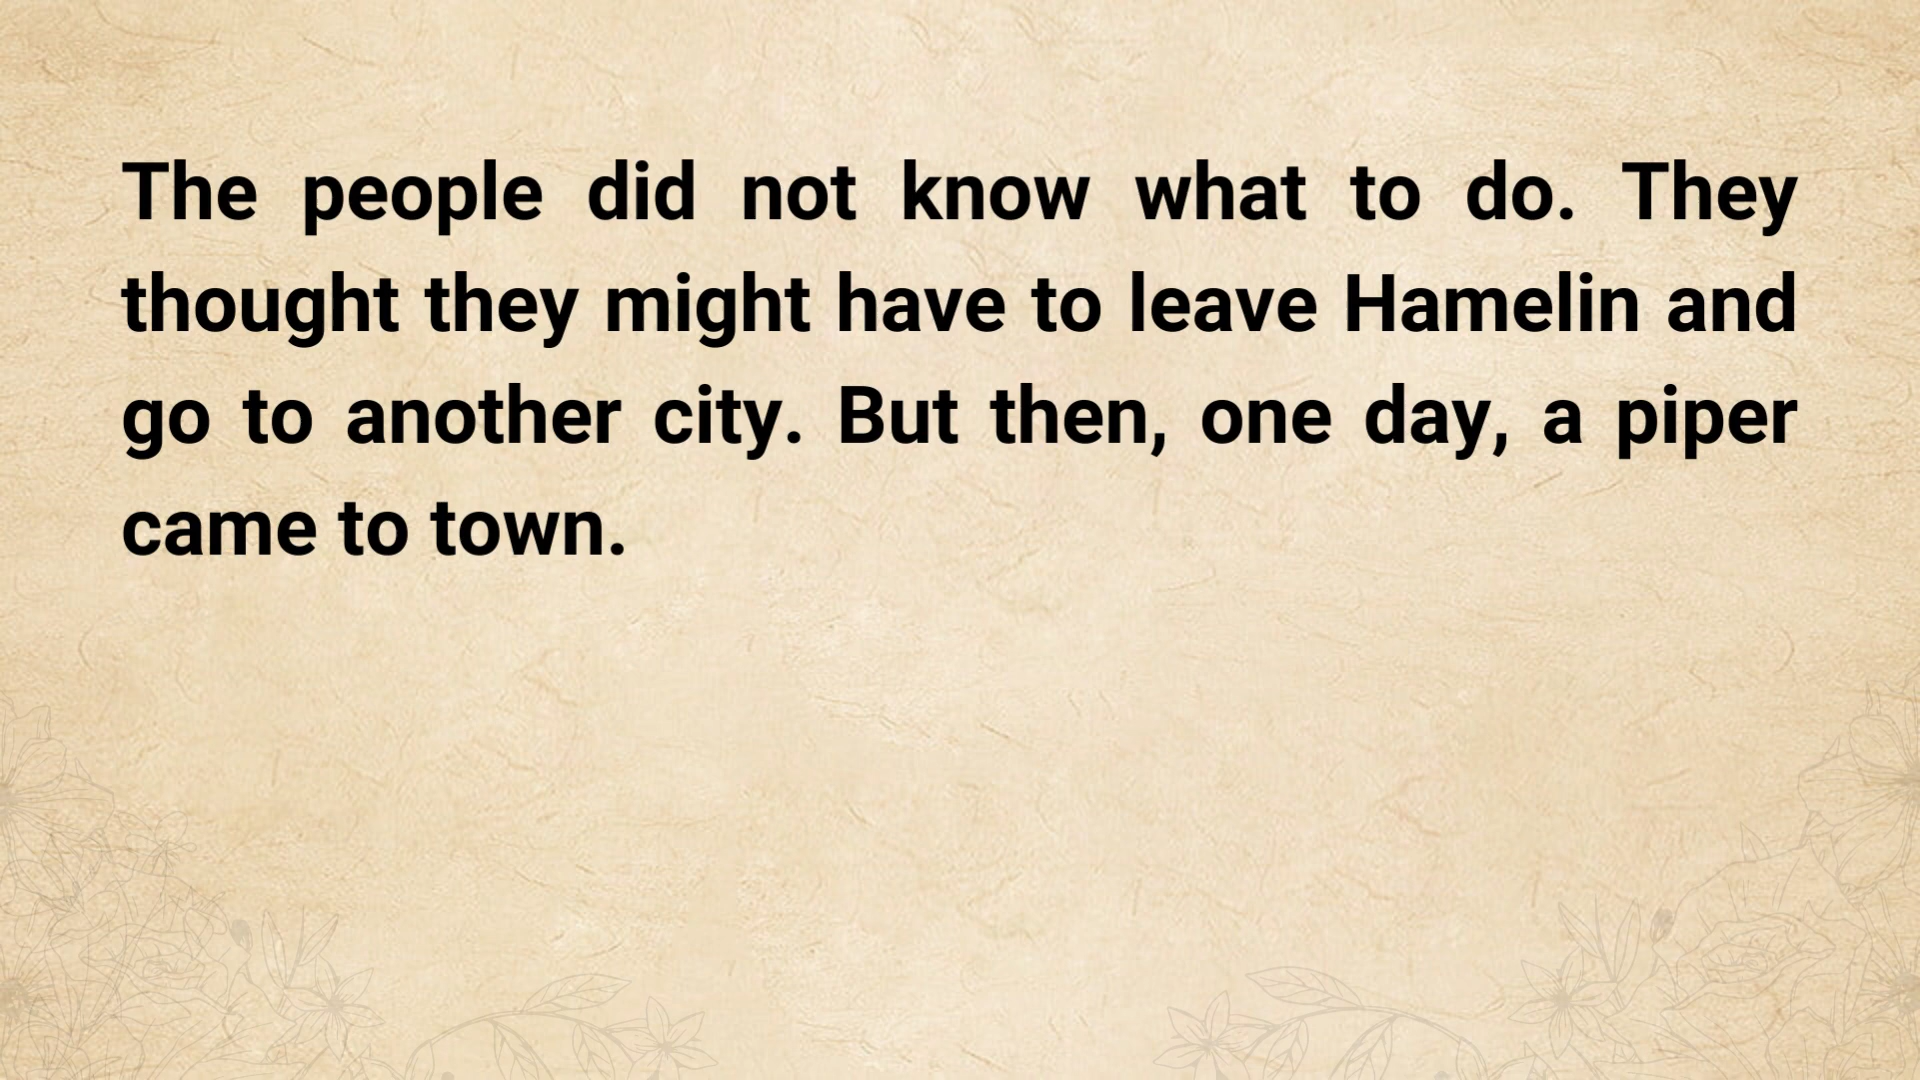 The people did not know what to do. They
thought they might have to leave Hamelin and
go to another city. But then, one day, a piper
came to town.